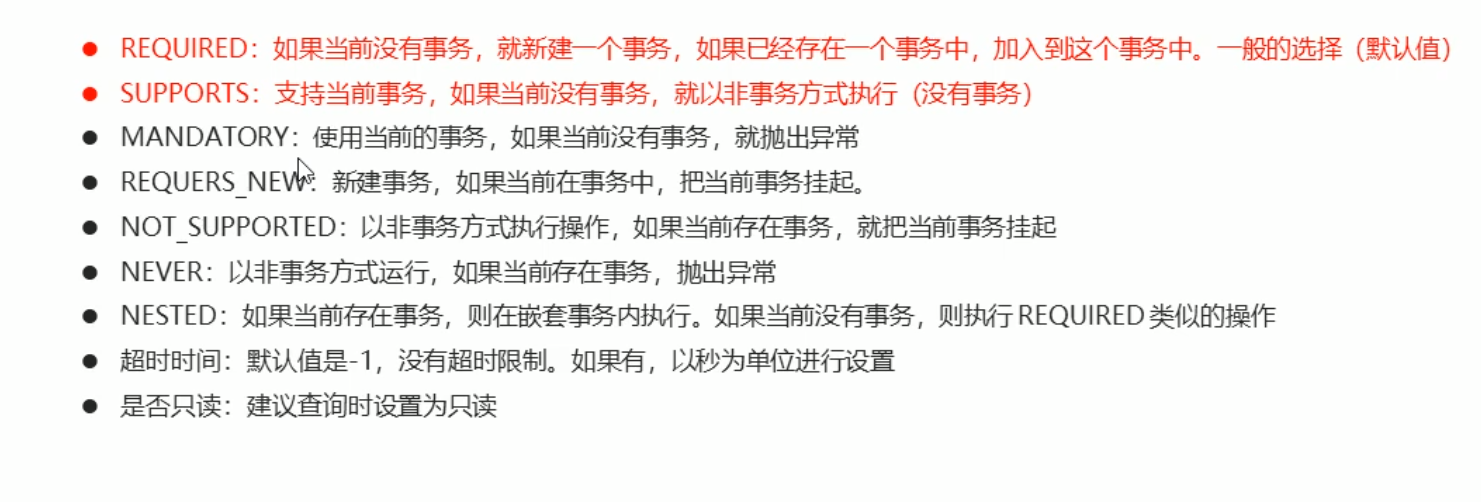 ● REQUIRED：如果当前没有事务，就新建一个事务，如果已经存在一个事务中，加入到这个事务中。一般的选择（默认值）
● SUPPORTS：支持当前事务，如果当前没有事务，就以非事务方式执行（没有事务）
● MANDATORY：使用当前的事务，如果当前没有事务，就抛出异常
● REQUERS_NEW：新建事务，如果当前在事务中，把当前事务挂起。
● NOT_SUPPORTED：以非事务方式执行操作，如果当前存在事务，就把当前事务挂起
● NEVER：以非事务方式运行，如果当前存在事务，抛出异常
● NESTED：如果当前存在事务，则在嵌套事务内执行。如果当前没有事务，则执行 REQUIRED 类似的操作
● 超时时间：默认值是-1，没有超时限制。如果有，以秒为单位进行设置
● 是否只读：建议查询时设置为只读